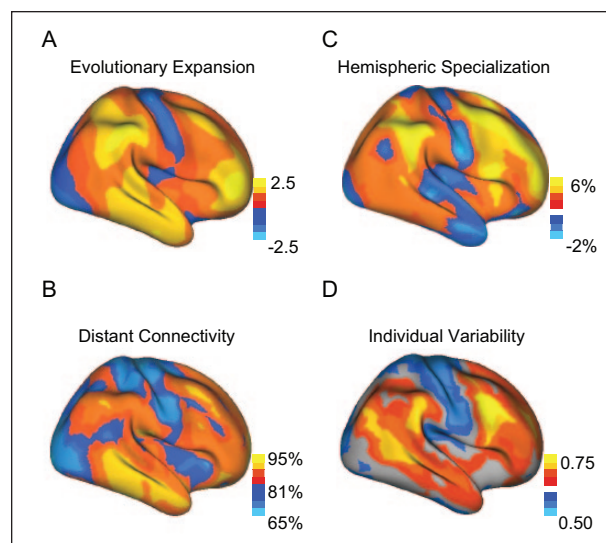 A
Evolutionary Expansion
2.5
-2.5
C
Hemispheric Specialization
6%
-2%
B
Distant Connectivity
95%
81%
65%
D
Individual Variability
0.75
0.50